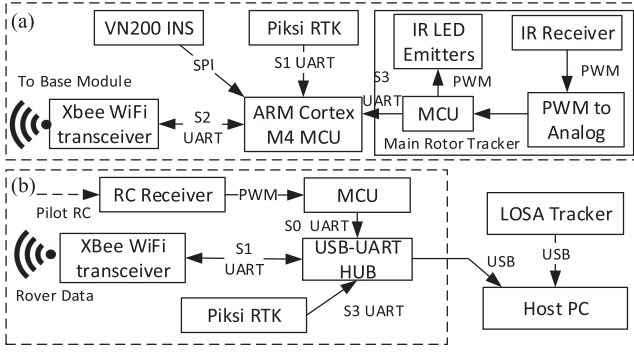 (a)
VN200 INS
Piksi RTK
IR LED
Emitters
IR Receiver
SPI
S1 UART
S3
UART
PWM
PWM
To Base Module
Xbee WiFi
transceiver
S2
UART
ARM Cortex
M4 MCU
MCU
PWM to
Analog
Main Rotor Tracker
(b)
Pilot RC
RC Receiver
PWM
MCU
S0 UART
LOSA Tracker
XBee WiFi
transceiver
S1
UART
USB-UART
HUB
USB
USB
Rover Data
Piksi RTK
S3 UART
Host PC